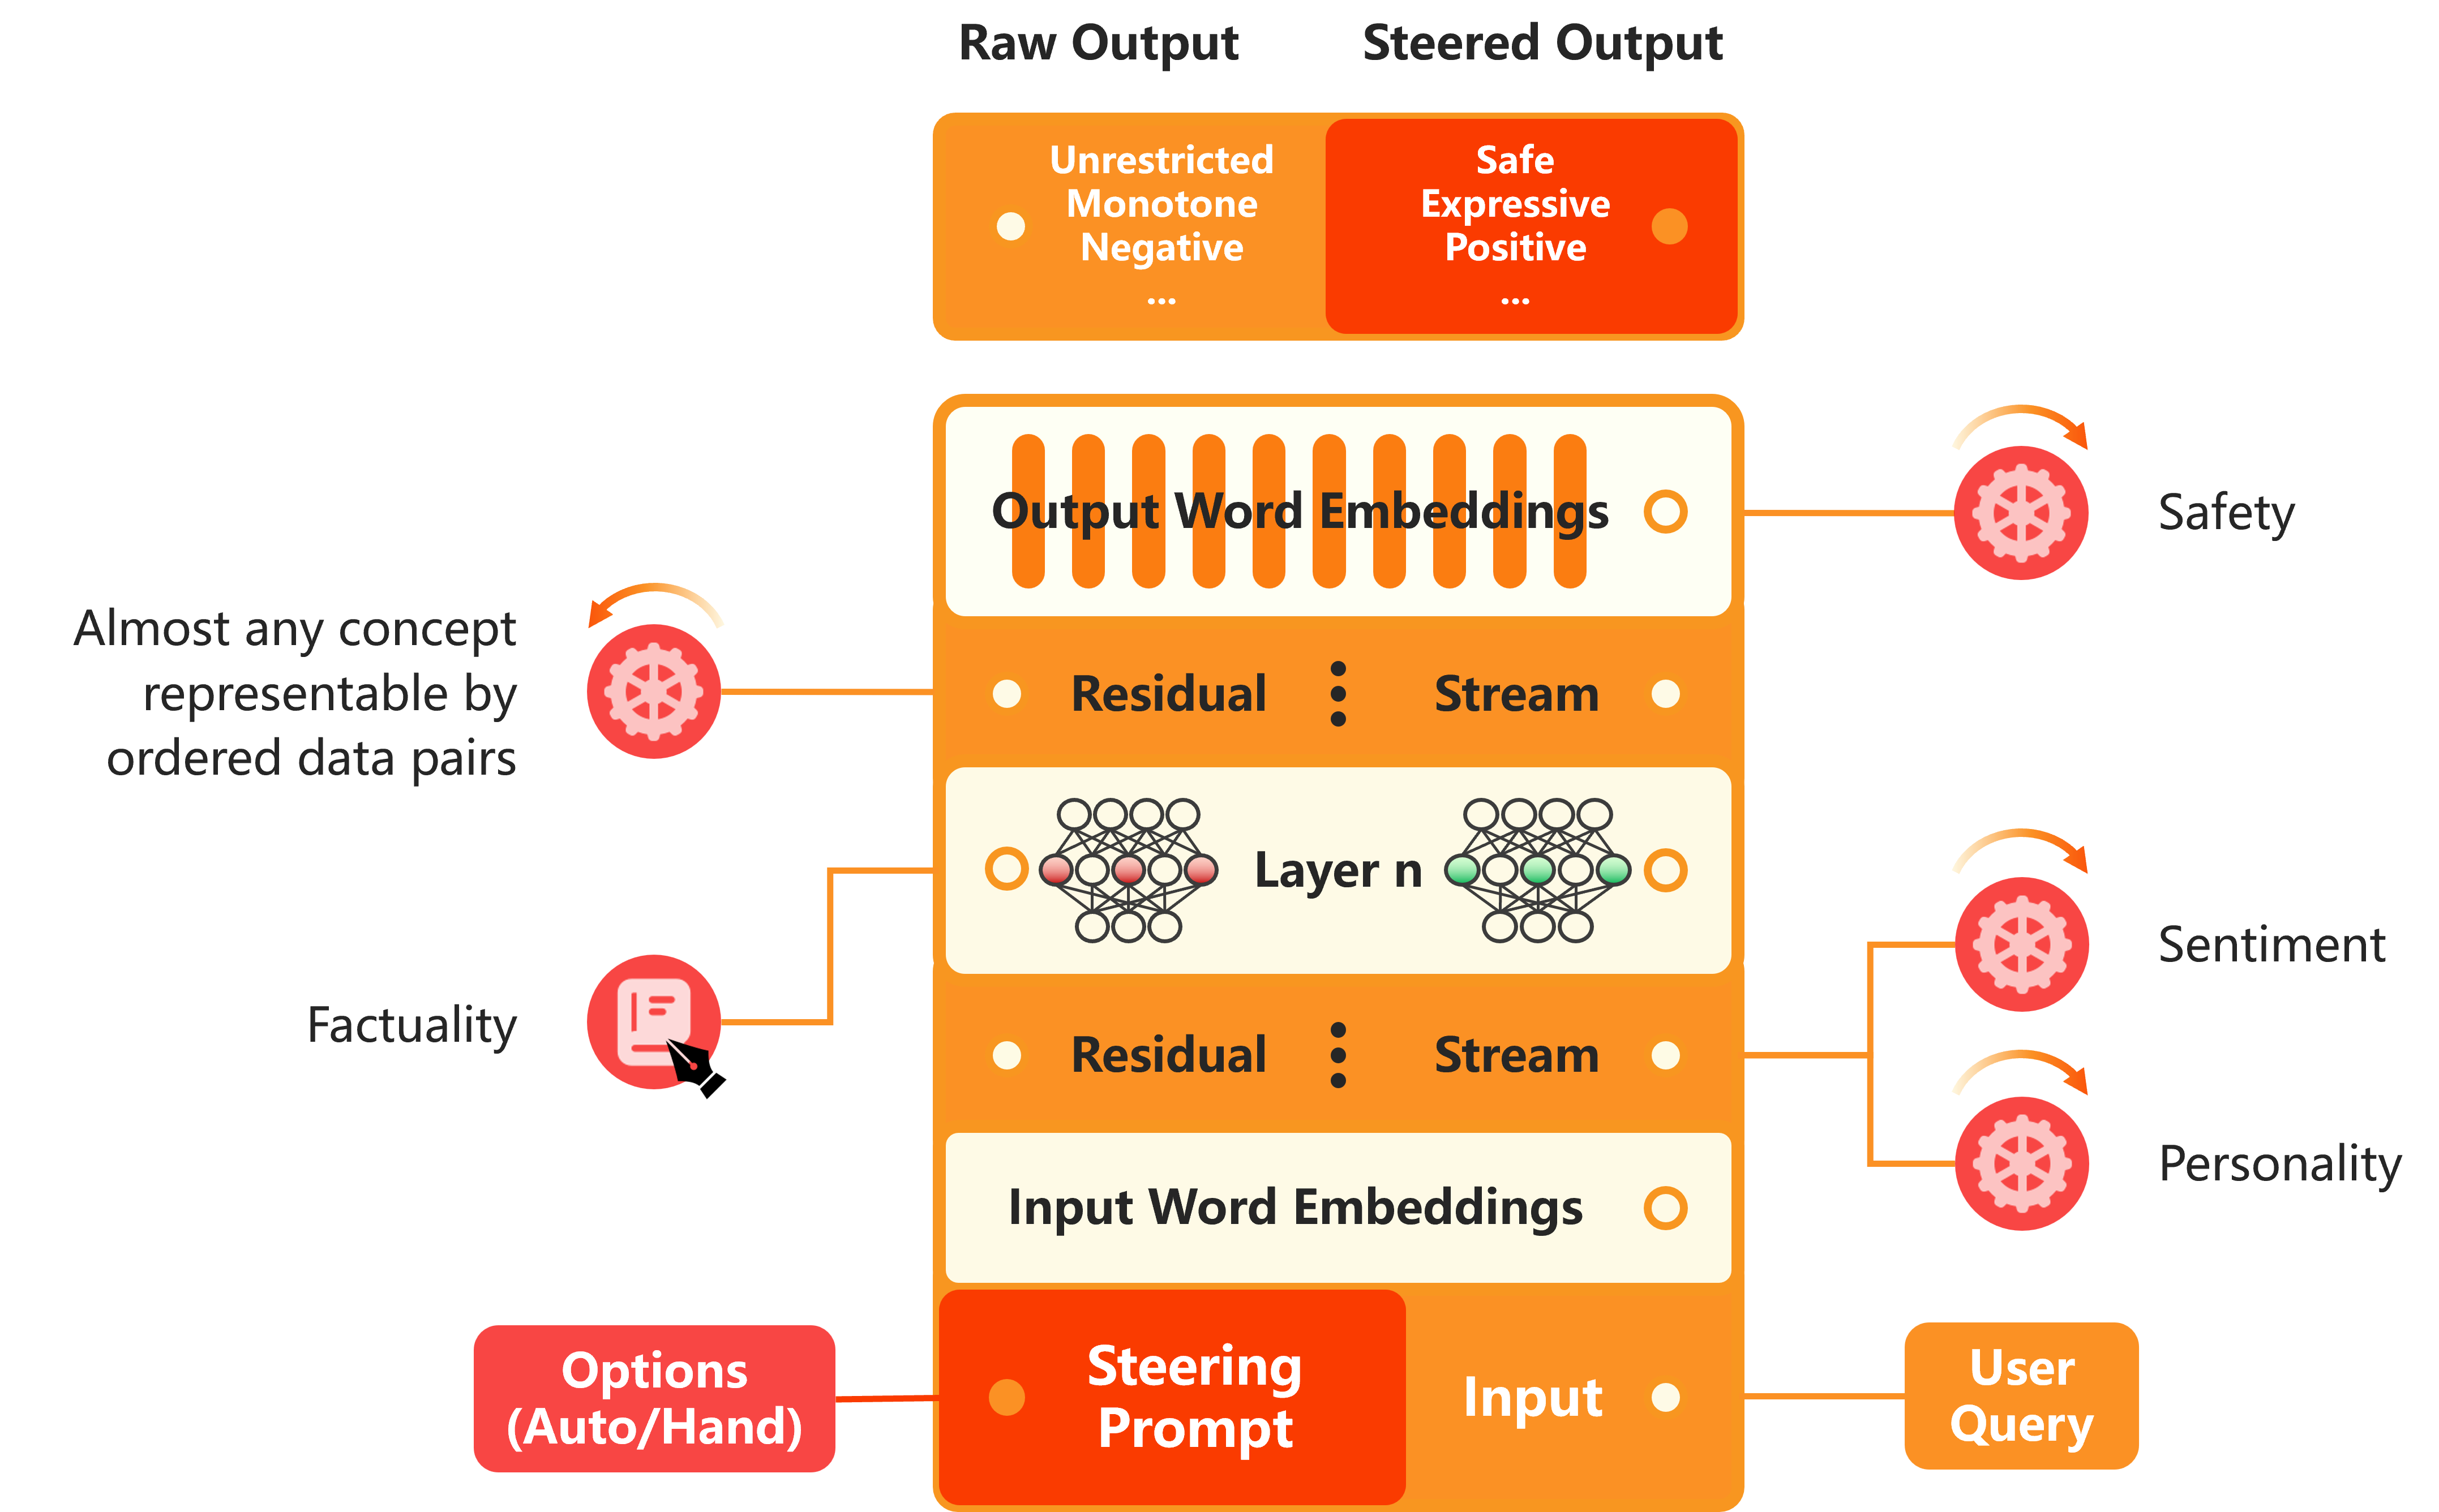 Raw Output
Steered Output
Unrestricted
Monotone
Negative
...
Safe
Expressive
Positive
...
Output Word Embeddings
Safety
Almost any concept
representable by
ordered data pairs
Residual
Stream
Layer n
Factuality
Sentiment
Residual
Stream
Personality
Input Word Embeddings
Options
(Auto/Hand)
Steering
Prompt
Input
User
Query